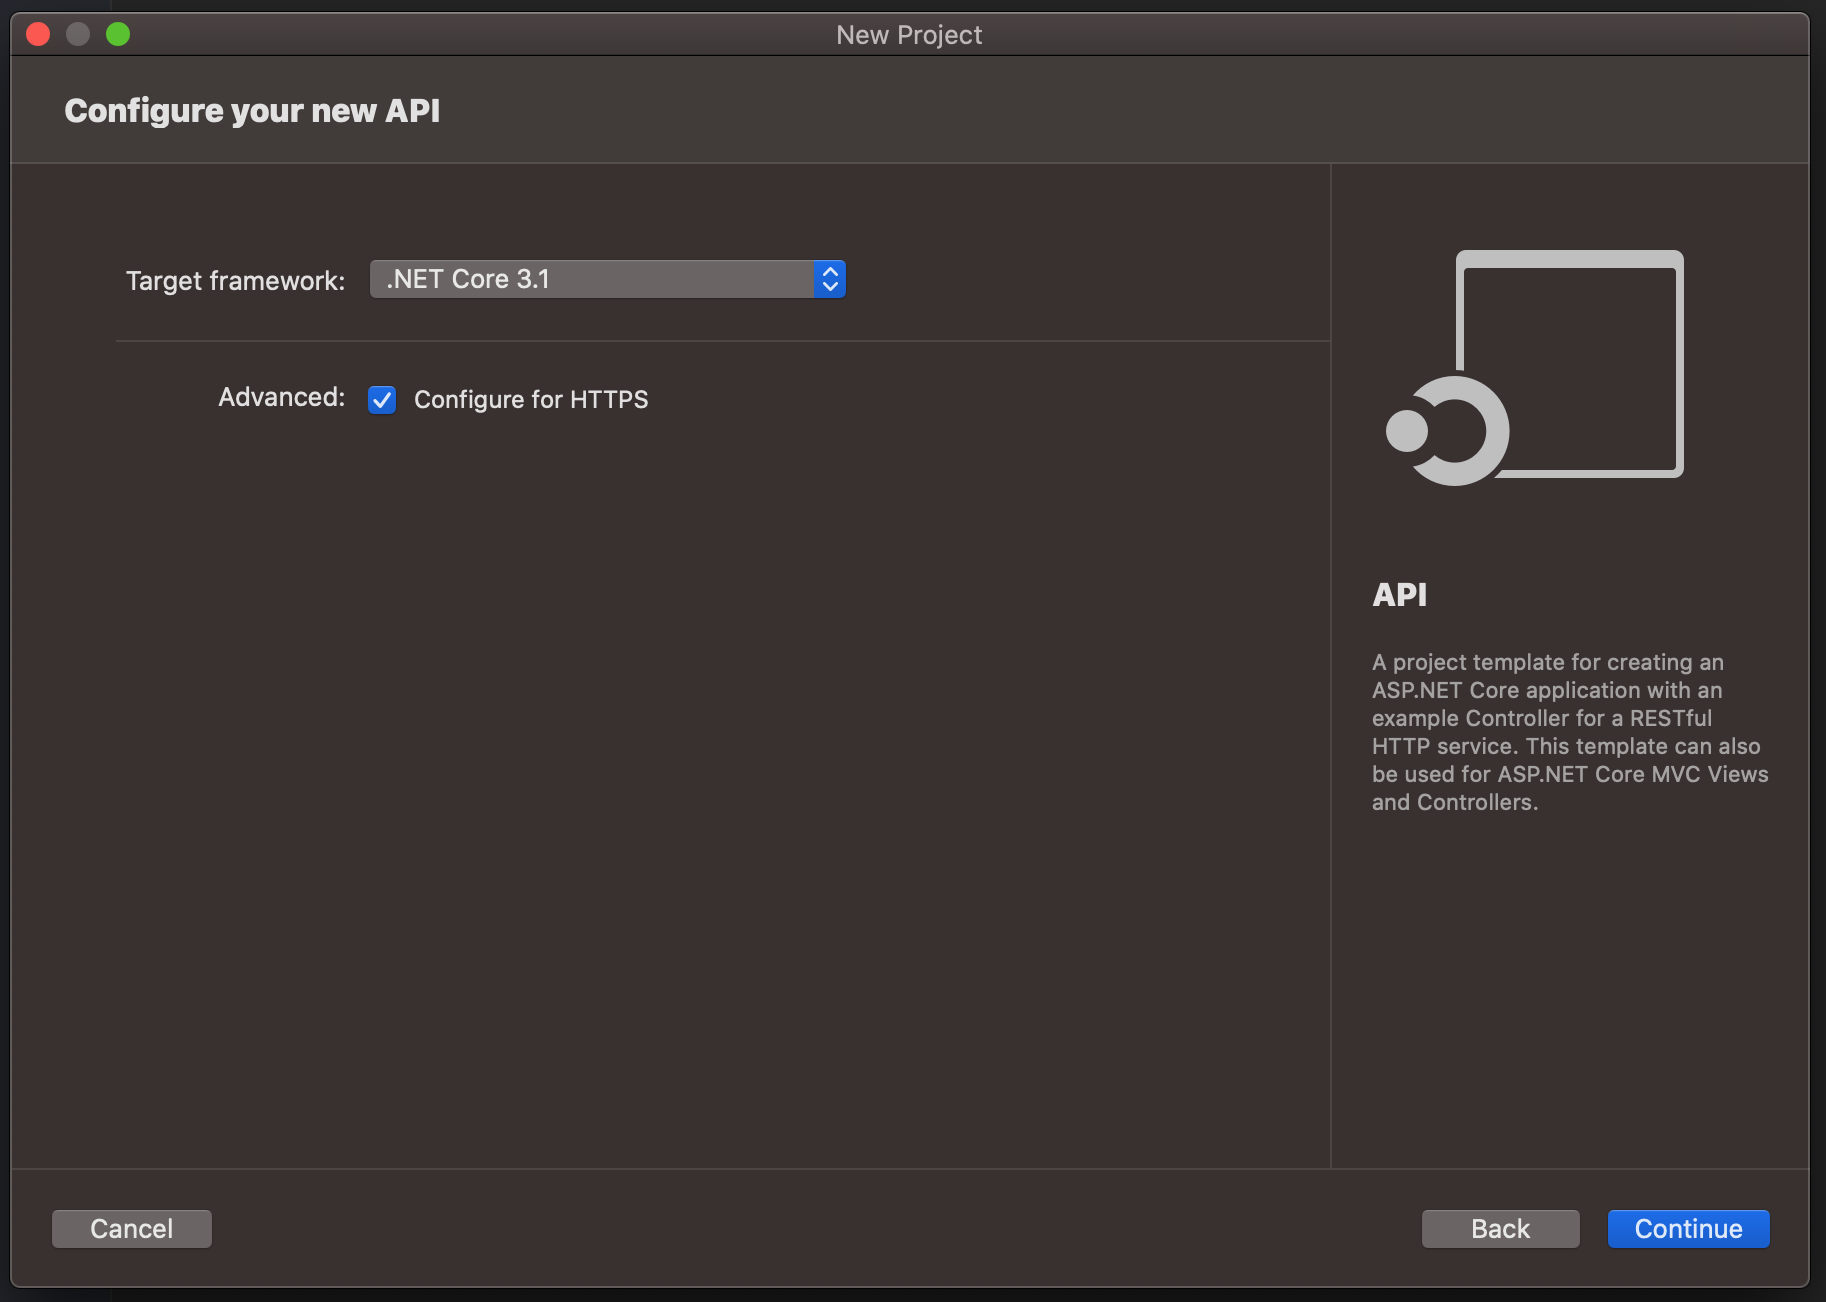 New Project
Configure your new API
Target framework: .NET Core 3.1
Advanced: Configure for HTTPS
API
A project template for creating an
ASP.NET Core application with an
example Controller for a RESTful
HTTP service. This template can also
be used for ASP.NET Core MVC Views
and Controllers.
Cancel Back Continue